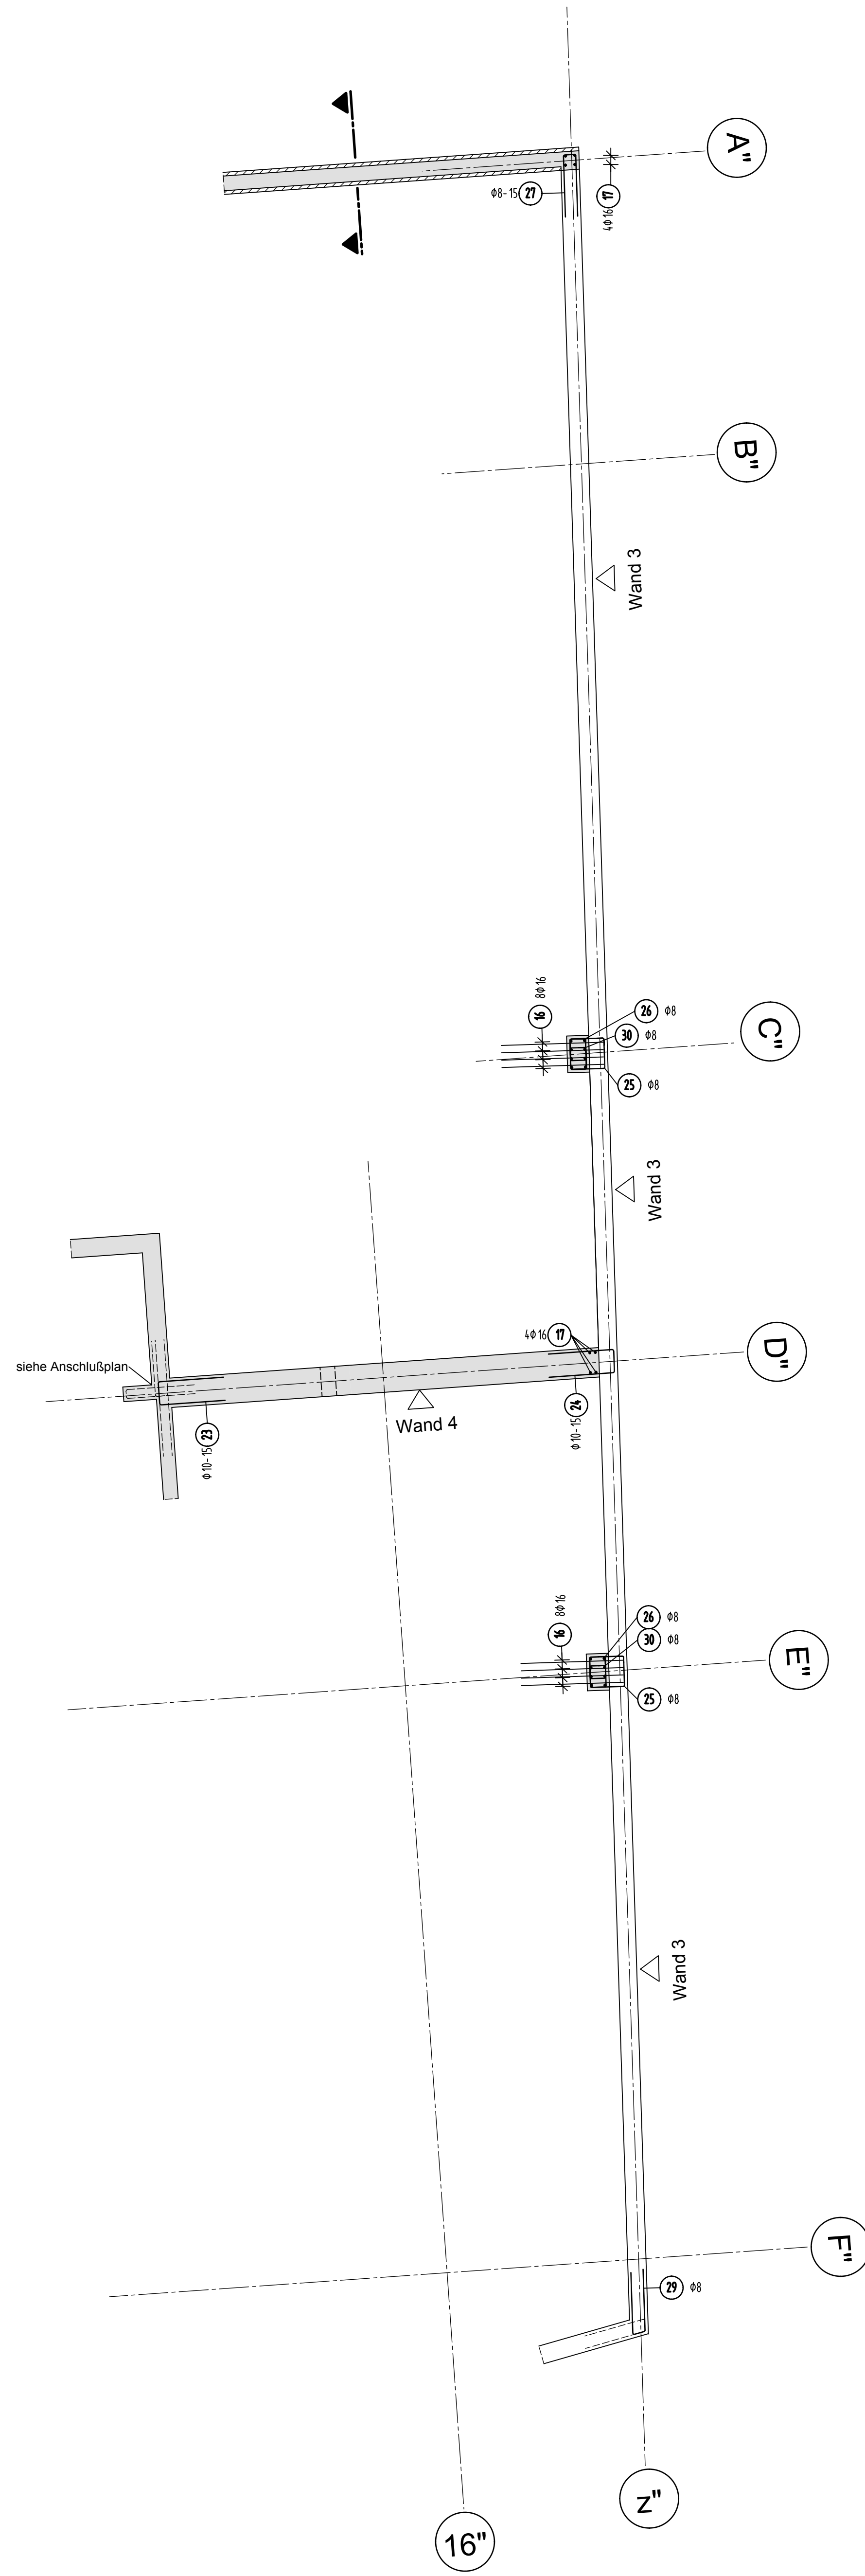 A"
Φ8-15 27
4Φ16 17
B"
Wand 3
16 8Φ16
26 Φ8
30 Φ8
C"
25 Φ8
Wand 3
4Φ16 17
D"
siehe Anschlußplan
Wand 4
Φ10-15 23
Φ10-15 24
16 8Φ16
26 Φ8
30 Φ8
E"
25 Φ8
Wand 3
F"
29 Φ8
z"
16"